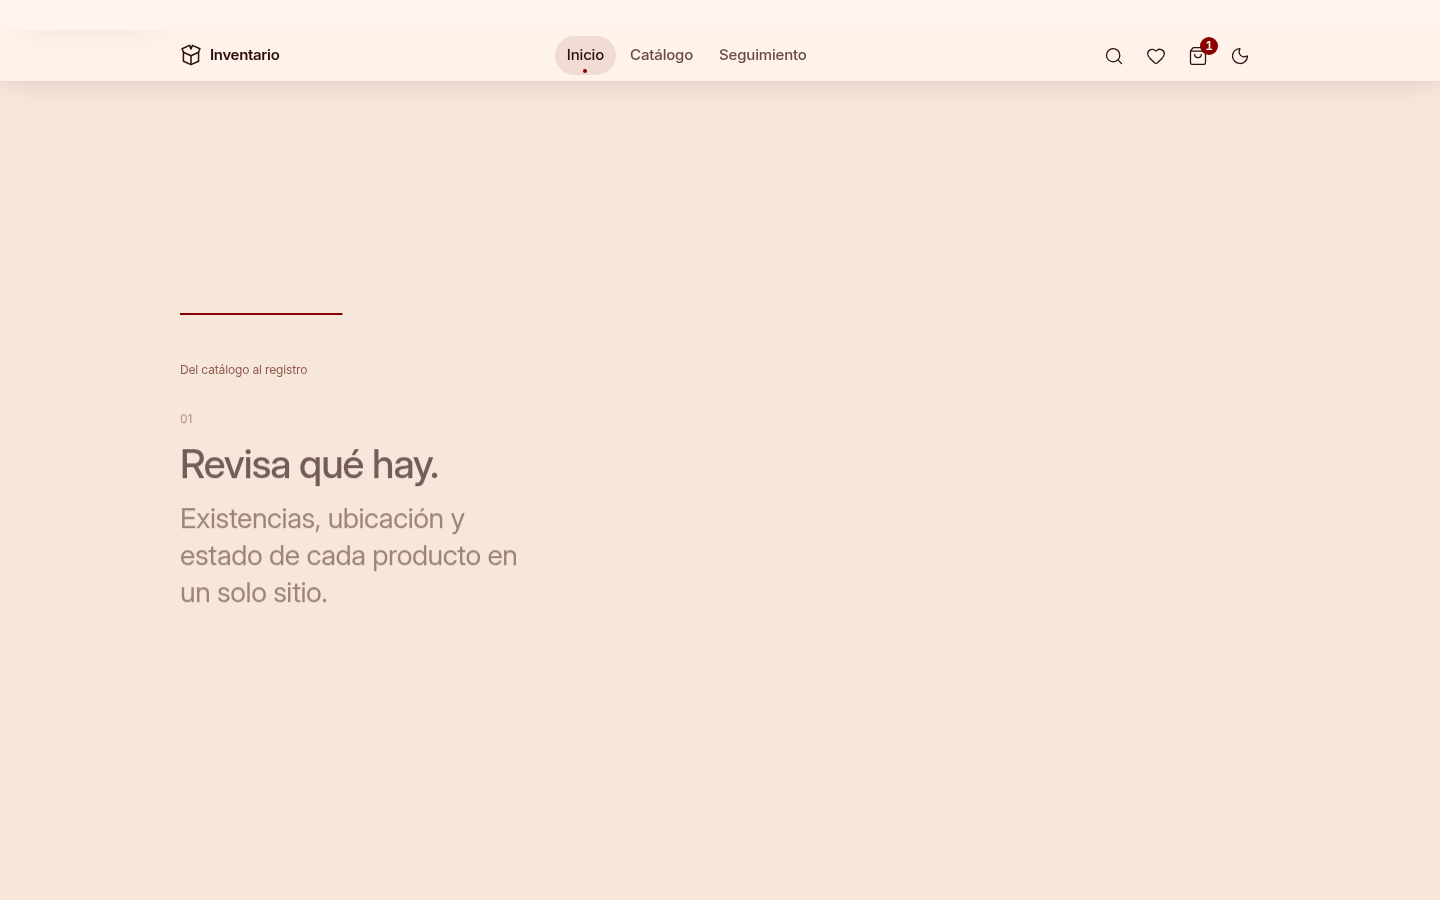 Inventario
Inicio
Catálogo
Seguimiento
1
Del catálogo al registro
01
Revisa qué hay.
Existencias, ubicación y
estado de cada producto en
un solo sitio.